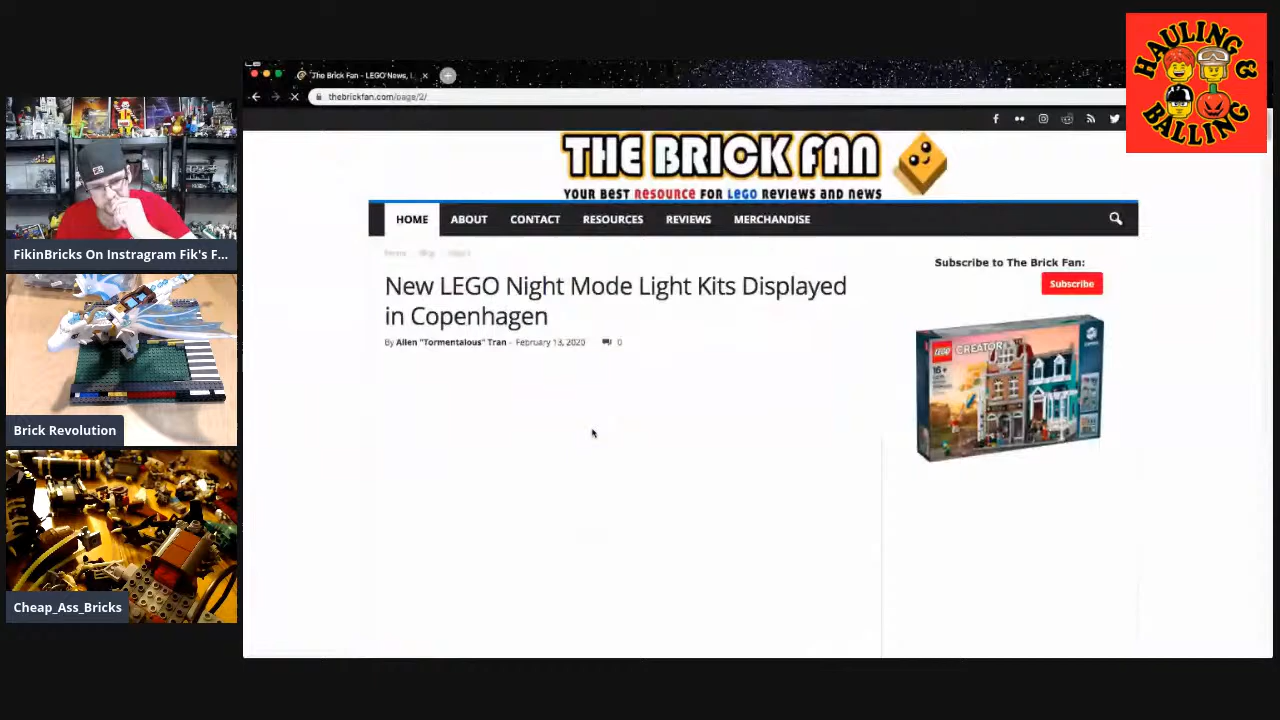 HAULING
BALLING
The Brick Fan - LEGO News, L
thebrickfan.com/page/2/
THE BRICK FAN
YOUR BEST RESOURCE FOR LEGO REVIEWS AND NEWS
HOME ABOUT CONTACT RESOURCES REVIEWS MERCHANDISE
Subscribe to The Brick Fan:
Subscribe
New LEGO Night Mode Light Kits Displayed
in Copenhagen
By Allen "Tormentalous" Tran - February 13, 2020 0
LEGO CREATOR
16+
FikinBricks On Instragram Fik's F...
Brick Revolution
Cheap_Ass_Bricks